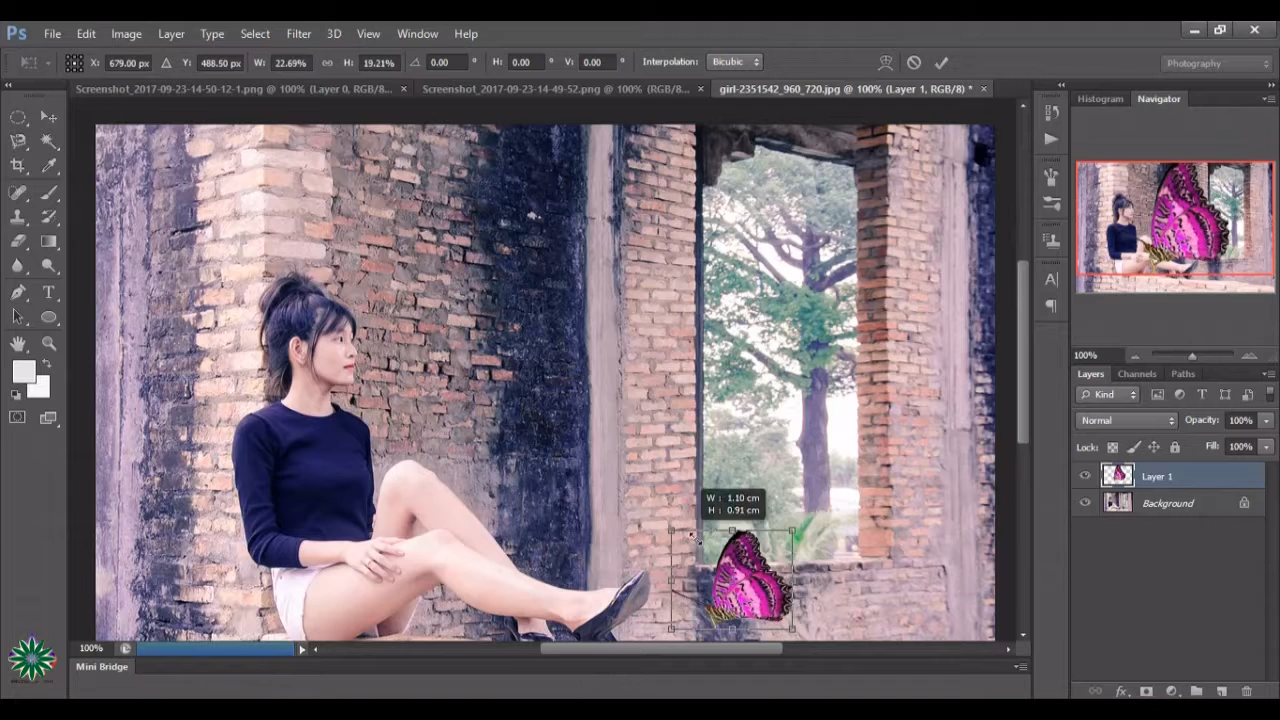 Ps File Edit Image Layer Type Select Filter 3D View Window Help
X: 679.00 px Y: 488.50 px W: 22.69% H: 19.21% 0.00 ° H: 0.00 ° V: 0.00 ° Interpolation: Bicubic Photography
Screenshot_2017-09-23-14-50-12-1.png @ 100% (Layer 0, RGB/8... × Screenshot_2017-09-23-14-49-52.png @ 100% (RGB/8... × girl-2351542_960_720.jpg @ 100% (Layer 1, RGB/8) * ×
Histogram Navigator
100%
Layers Channels Paths
Kind
Normal Opacity: 100%
Lock: Fill: 100%
Layer 1
Background
W : 1.10 cm
H : 0.91 cm
100%
Mini Bridge